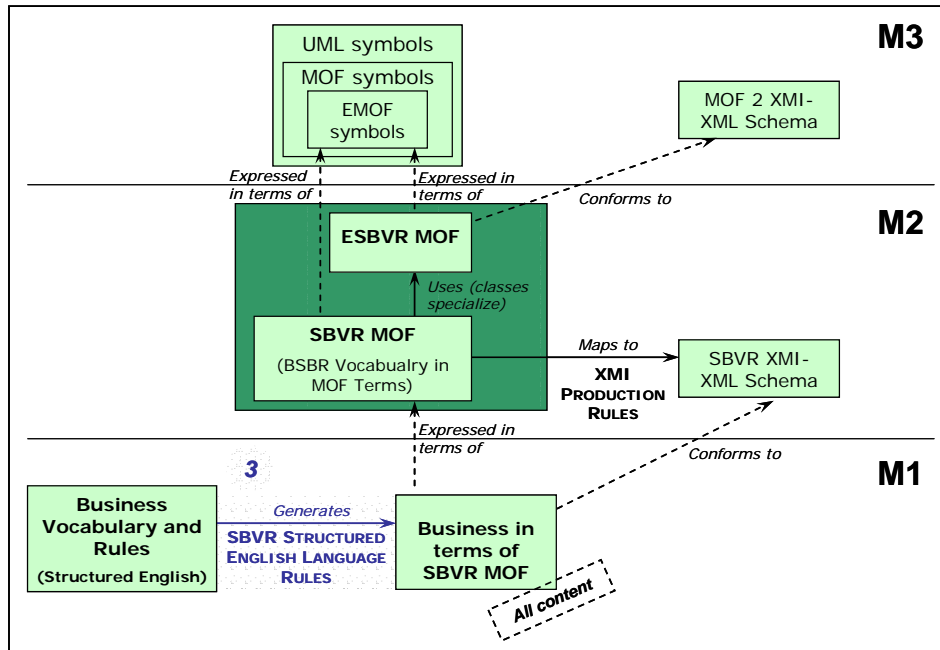 M3
UML symbols
MOF symbols
EMOF
symbols
MOF 2 XMI-
XML Schema
Expressed
in terms of
Expressed in
terms of
Conforms to
M2
ESBVR MOF
Uses (classes
specialize)
SBVR MOF
(BSBR Vocabualry in
MOF Terms)
Maps to
XMI
PRODUCTION
RULES
SBVR XMI-
XML Schema
Expressed in
terms of
Conforms to
M1
3
Business
Vocabulary and
Rules
(Structured English)
Generates
SBVR STRUCTURED
ENGLISH LANGUAGE
RULES
Business in
terms of
SBVR MOF
All content